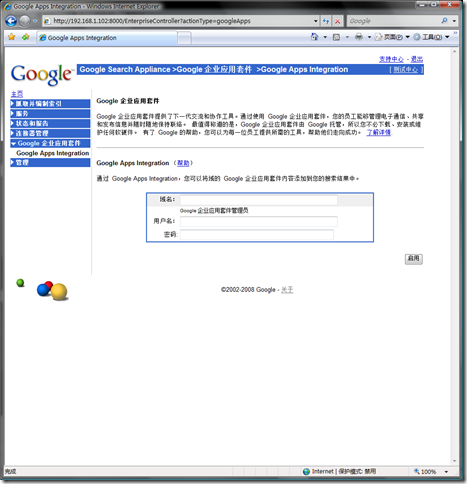 Google Apps Integration - Windows Internet Explorer
http://192.168.1.102:8000/EnterpriseController?actionType=googleApps
Google
Google Apps Integration
页面(P)
工具(O)
支持中心 - 退出
Google
Google Search Appliance >Google 企业应用套件 >Google Apps Integration
[ 测试中心 ]
主页
抓取并编制索引
服务
状态和报告
连接器管理
Google 企业应用套件
Google Apps Integration
管理
Google 企业应用套件
Google 企业应用套件提供了下一代交流和协作工具。通过使用 Google 企业应用套件，您的员工能够管理电子通信、共享
和发布信息并随时随地保持联络。 最值得称道的是，Google 企业应用套件由 Google 托管，所以您不必下载、安装或维
护任何软硬件。 有了 Google 的帮助，您可以为每一位员工提供所需的工具，帮助他们走向成功。 了解详情
Google Apps Integration （帮助）
通过 Google Apps Integration，您可以将域的 Google 企业应用套件内容添加到您的搜索结果中。
域名：
Google 企业应用套件管理员
用户名：
密码:
启用
©2002-2008 Google - 关于
完成
Internet | 保护模式: 禁用
100%